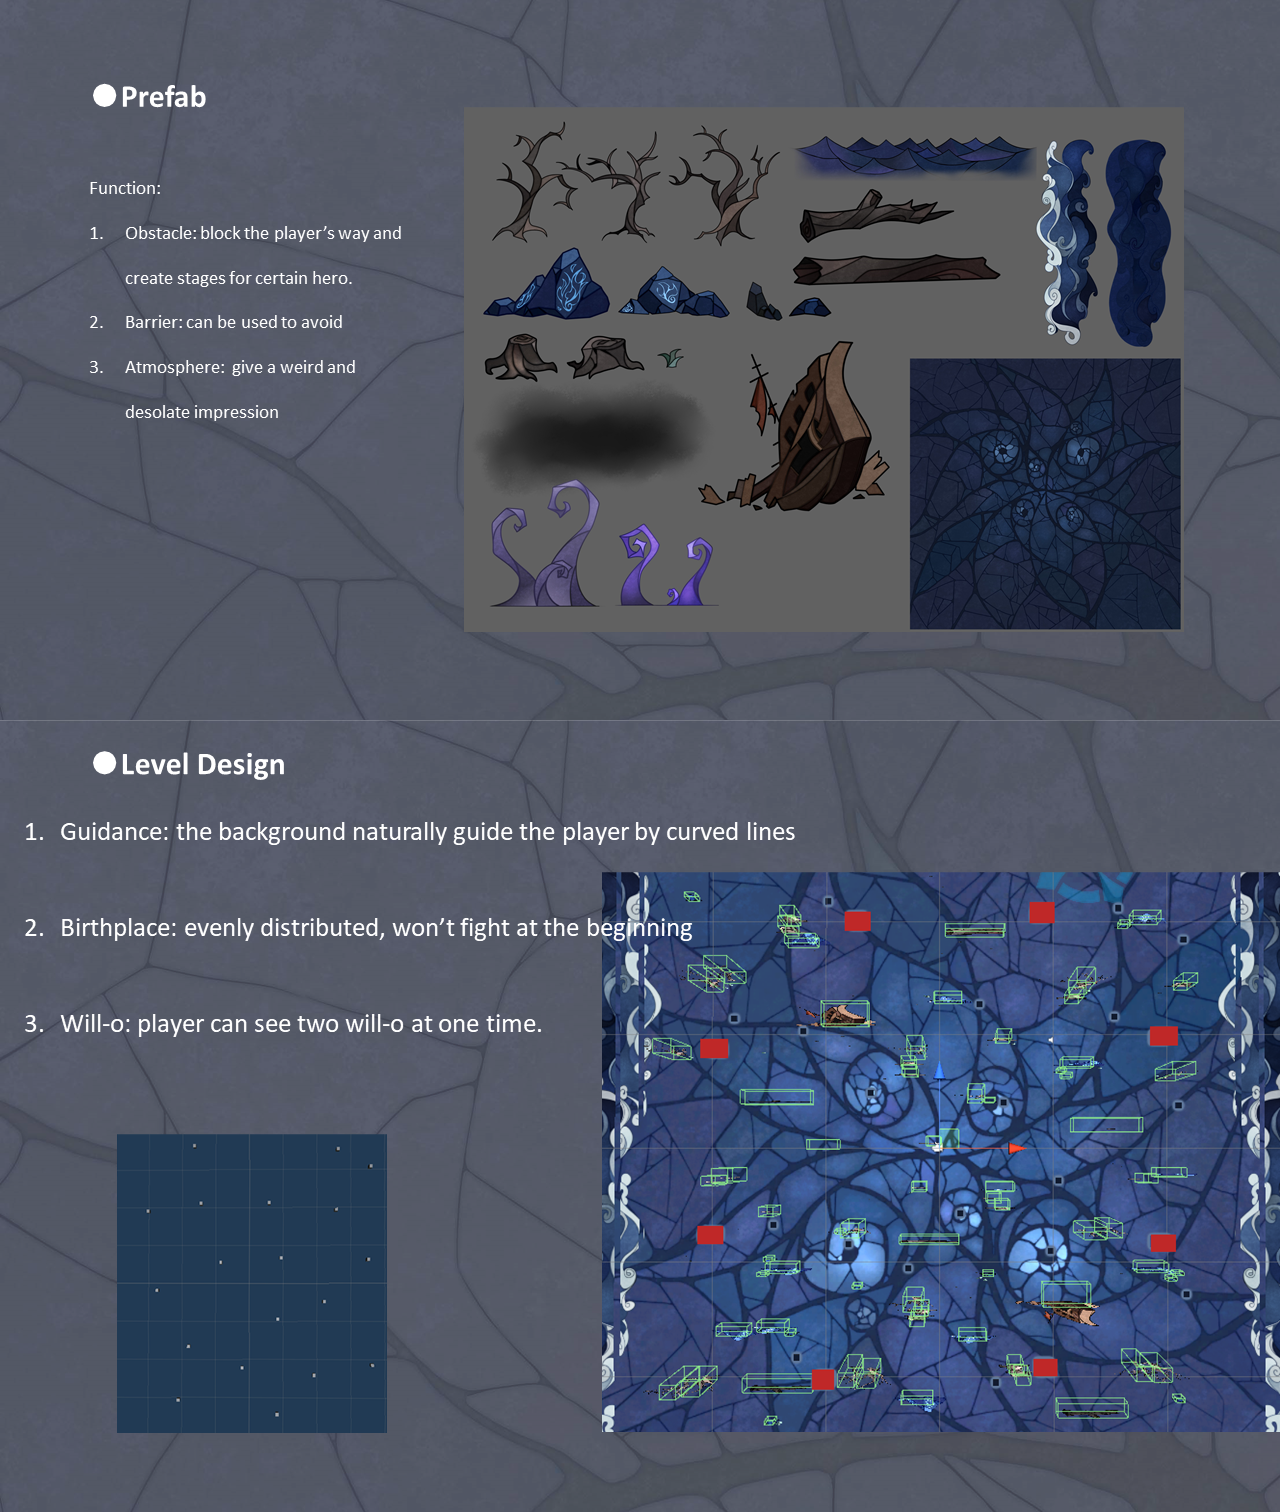 ●Prefab
Function:
1. Obstacle: block the player’s way and
create stages for certain hero.
2. Barrier: can be used to avoid
3. Atmosphere: give a weird and
desolate impression
●Level Design
1. Guidance: the background naturally guide the player by curved lines
2. Birthplace: evenly distributed, won’t fight at the beginning
3. Will-o: player can see two will-o at one time.